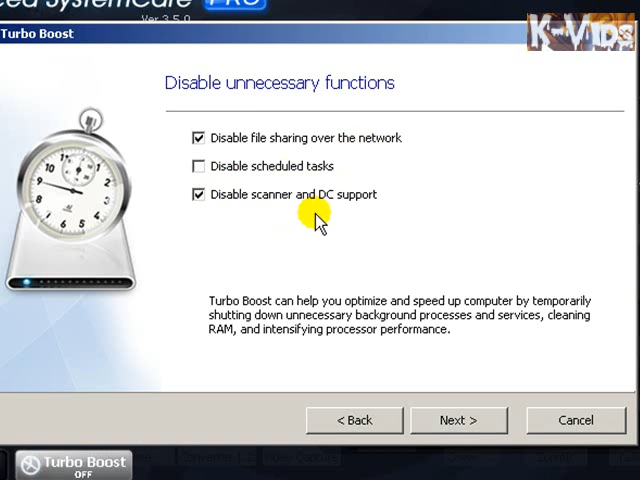 ced SystemCare PRO
Ver 3.5.0
K-Vids
Turbo Boost
Disable unnecessary functions
Disable file sharing over the network
Disable scheduled tasks
Disable scanner and DC support
Turbo Boost can help you optimize and speed up computer by temporarily
shutting down unnecessary background processes and services, cleaning
RAM, and intensifying processor performance.
< Back
Next >
Cancel
Turbo Boost
OFF